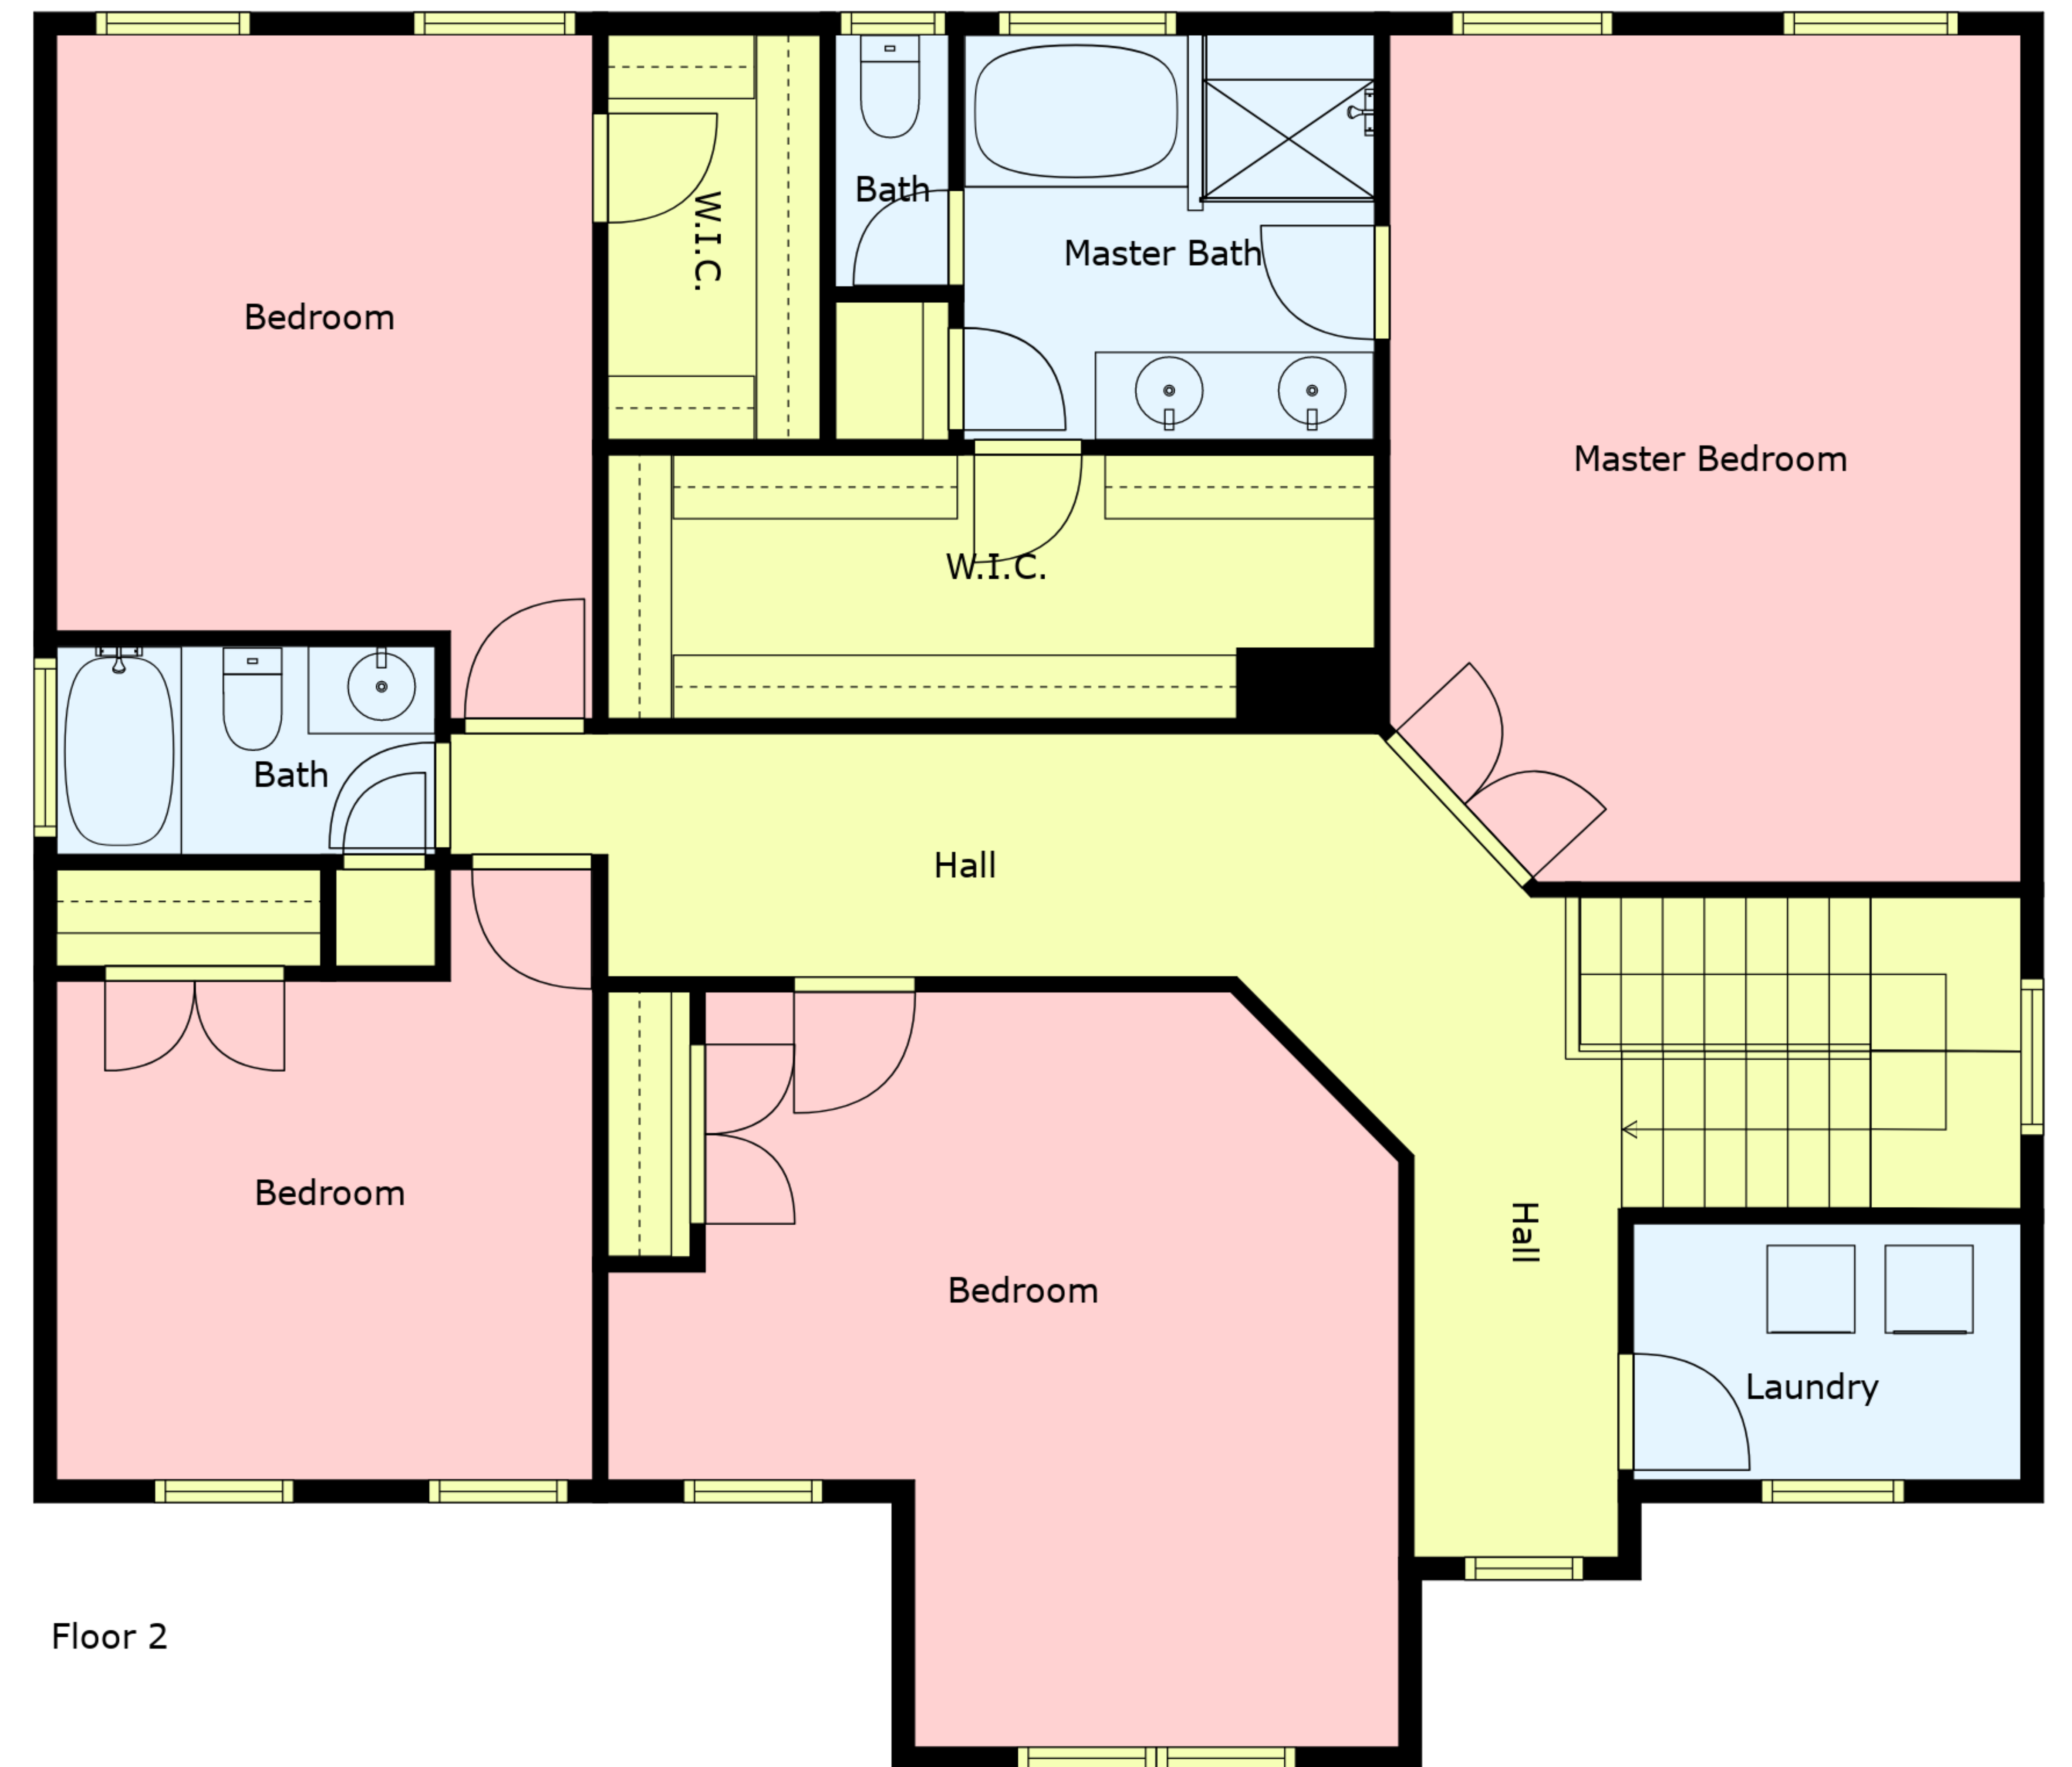 Bath
W.I.C.
Master Bath
Bedroom
Master Bedroom
W.I.C.
Bath
Hall
Bedroom
Hall
Bedroom
Laundry
Floor 2